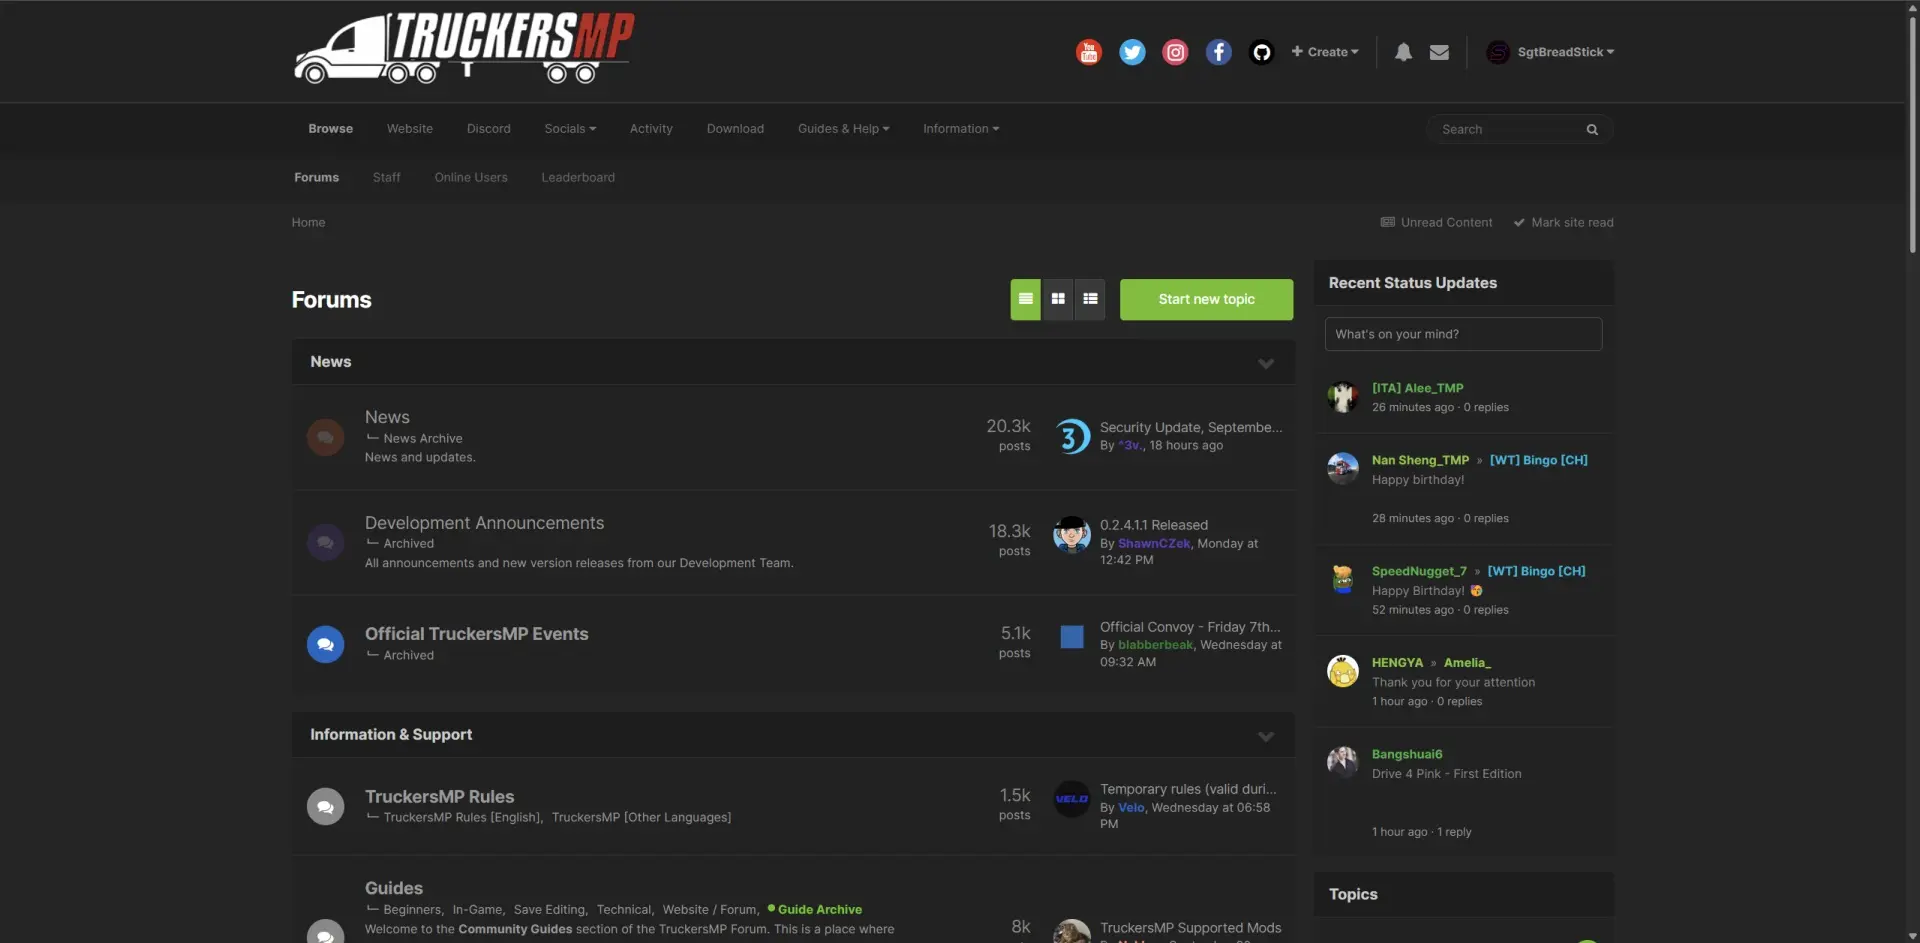 TRUCKERSMP
Create
SgtBreadStick
Browse
Website
Discord
Socials
Activity
Download
Guides & Help
Information
Search
Forums
Staff
Online Users
Leaderboard
Home
Unread Content
Mark site read
Forums
Start new topic
News
News
News Archive
News and updates.
20.3k
posts
Security Update, Septembe...
By ^3v., 18 hours ago
Development Announcements
Archived
All announcements and new version releases from our Development Team.
18.3k
posts
0.2.4.1.1 Released
By ShawnCZek, Monday at
12:42 PM
Official TruckersMP Events
Archived
5.1k
posts
Official Convoy - Friday 7th...
By blabberbeak, Wednesday at
09:32 AM
Information & Support
TruckersMP Rules
TruckersMP Rules [English], TruckersMP [Other Languages]
1.5k
posts
VELO
Temporary rules (valid duri...
By Velo, Wednesday at 06:58
PM
Guides
Beginners, In-Game, Save Editing, Technical, Website / Forum, Guide Archive
Welcome to the Community Guides section of the TruckersMP Forum. This is a place where
8k
TruckersMP Supported Mods
Recent Status Updates
What's on your mind?
[ITA] Alee_TMP
26 minutes ago · 0 replies
Nan Sheng_TMP » [WT] Bingo [CH]
Happy birthday!
28 minutes ago · 0 replies
SpeedNugget_7 » [WT] Bingo [CH]
Happy Birthday! 🥳
52 minutes ago · 0 replies
HENGYA » Amelia_
Thank you for your attention
1 hour ago · 0 replies
Bangshuai6
Drive 4 Pink - First Edition
1 hour ago · 1 reply
Topics